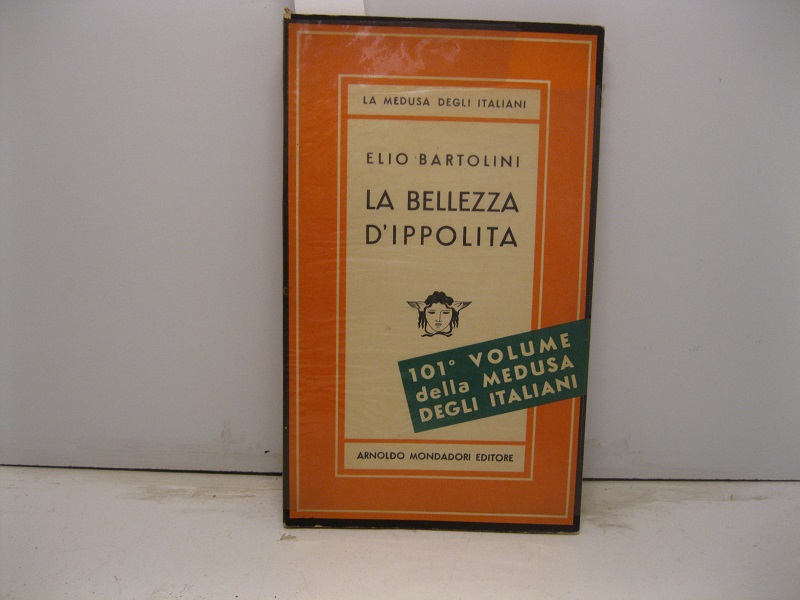 LA MEDUSA DEGLI ITALIANI
ELIO BARTOLINI
LA BELLEZZA
D'IPPOLITA
101° VOLUME
della MEDUSA
DEGLI ITALIANI
ARNOLDO MONDADORI EDITORE